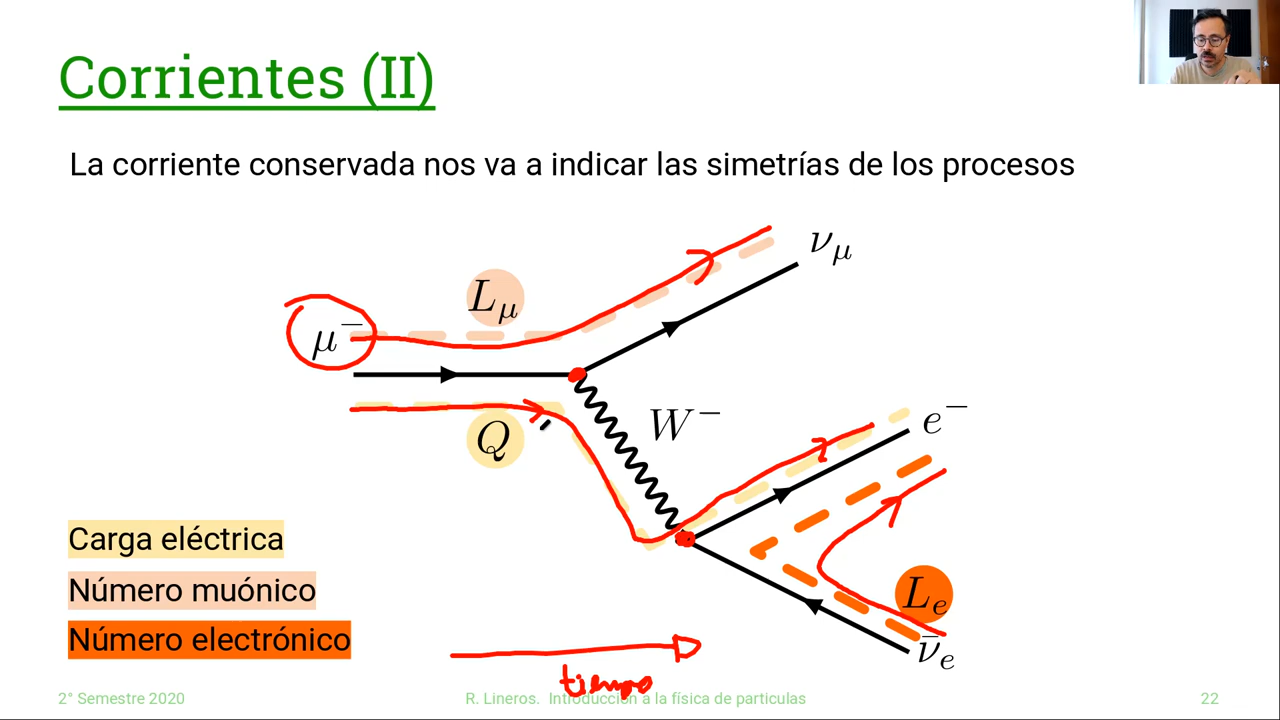 Corrientes (II)
La corriente conservada nos va a indicar las simetrías de los procesos
ν_μ
L_μ
μ⁻
W⁻
e⁻
Q
Carga eléctrica
Número muónico
L_e
Número electrónico
ν̄_e
tiempo
2° Semestre 2020
R. Lineros. Introducción a la física de particulas
22